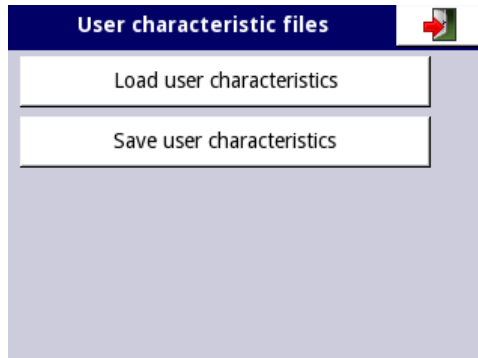 User characteristic files
Load user characteristics
Save user characteristics